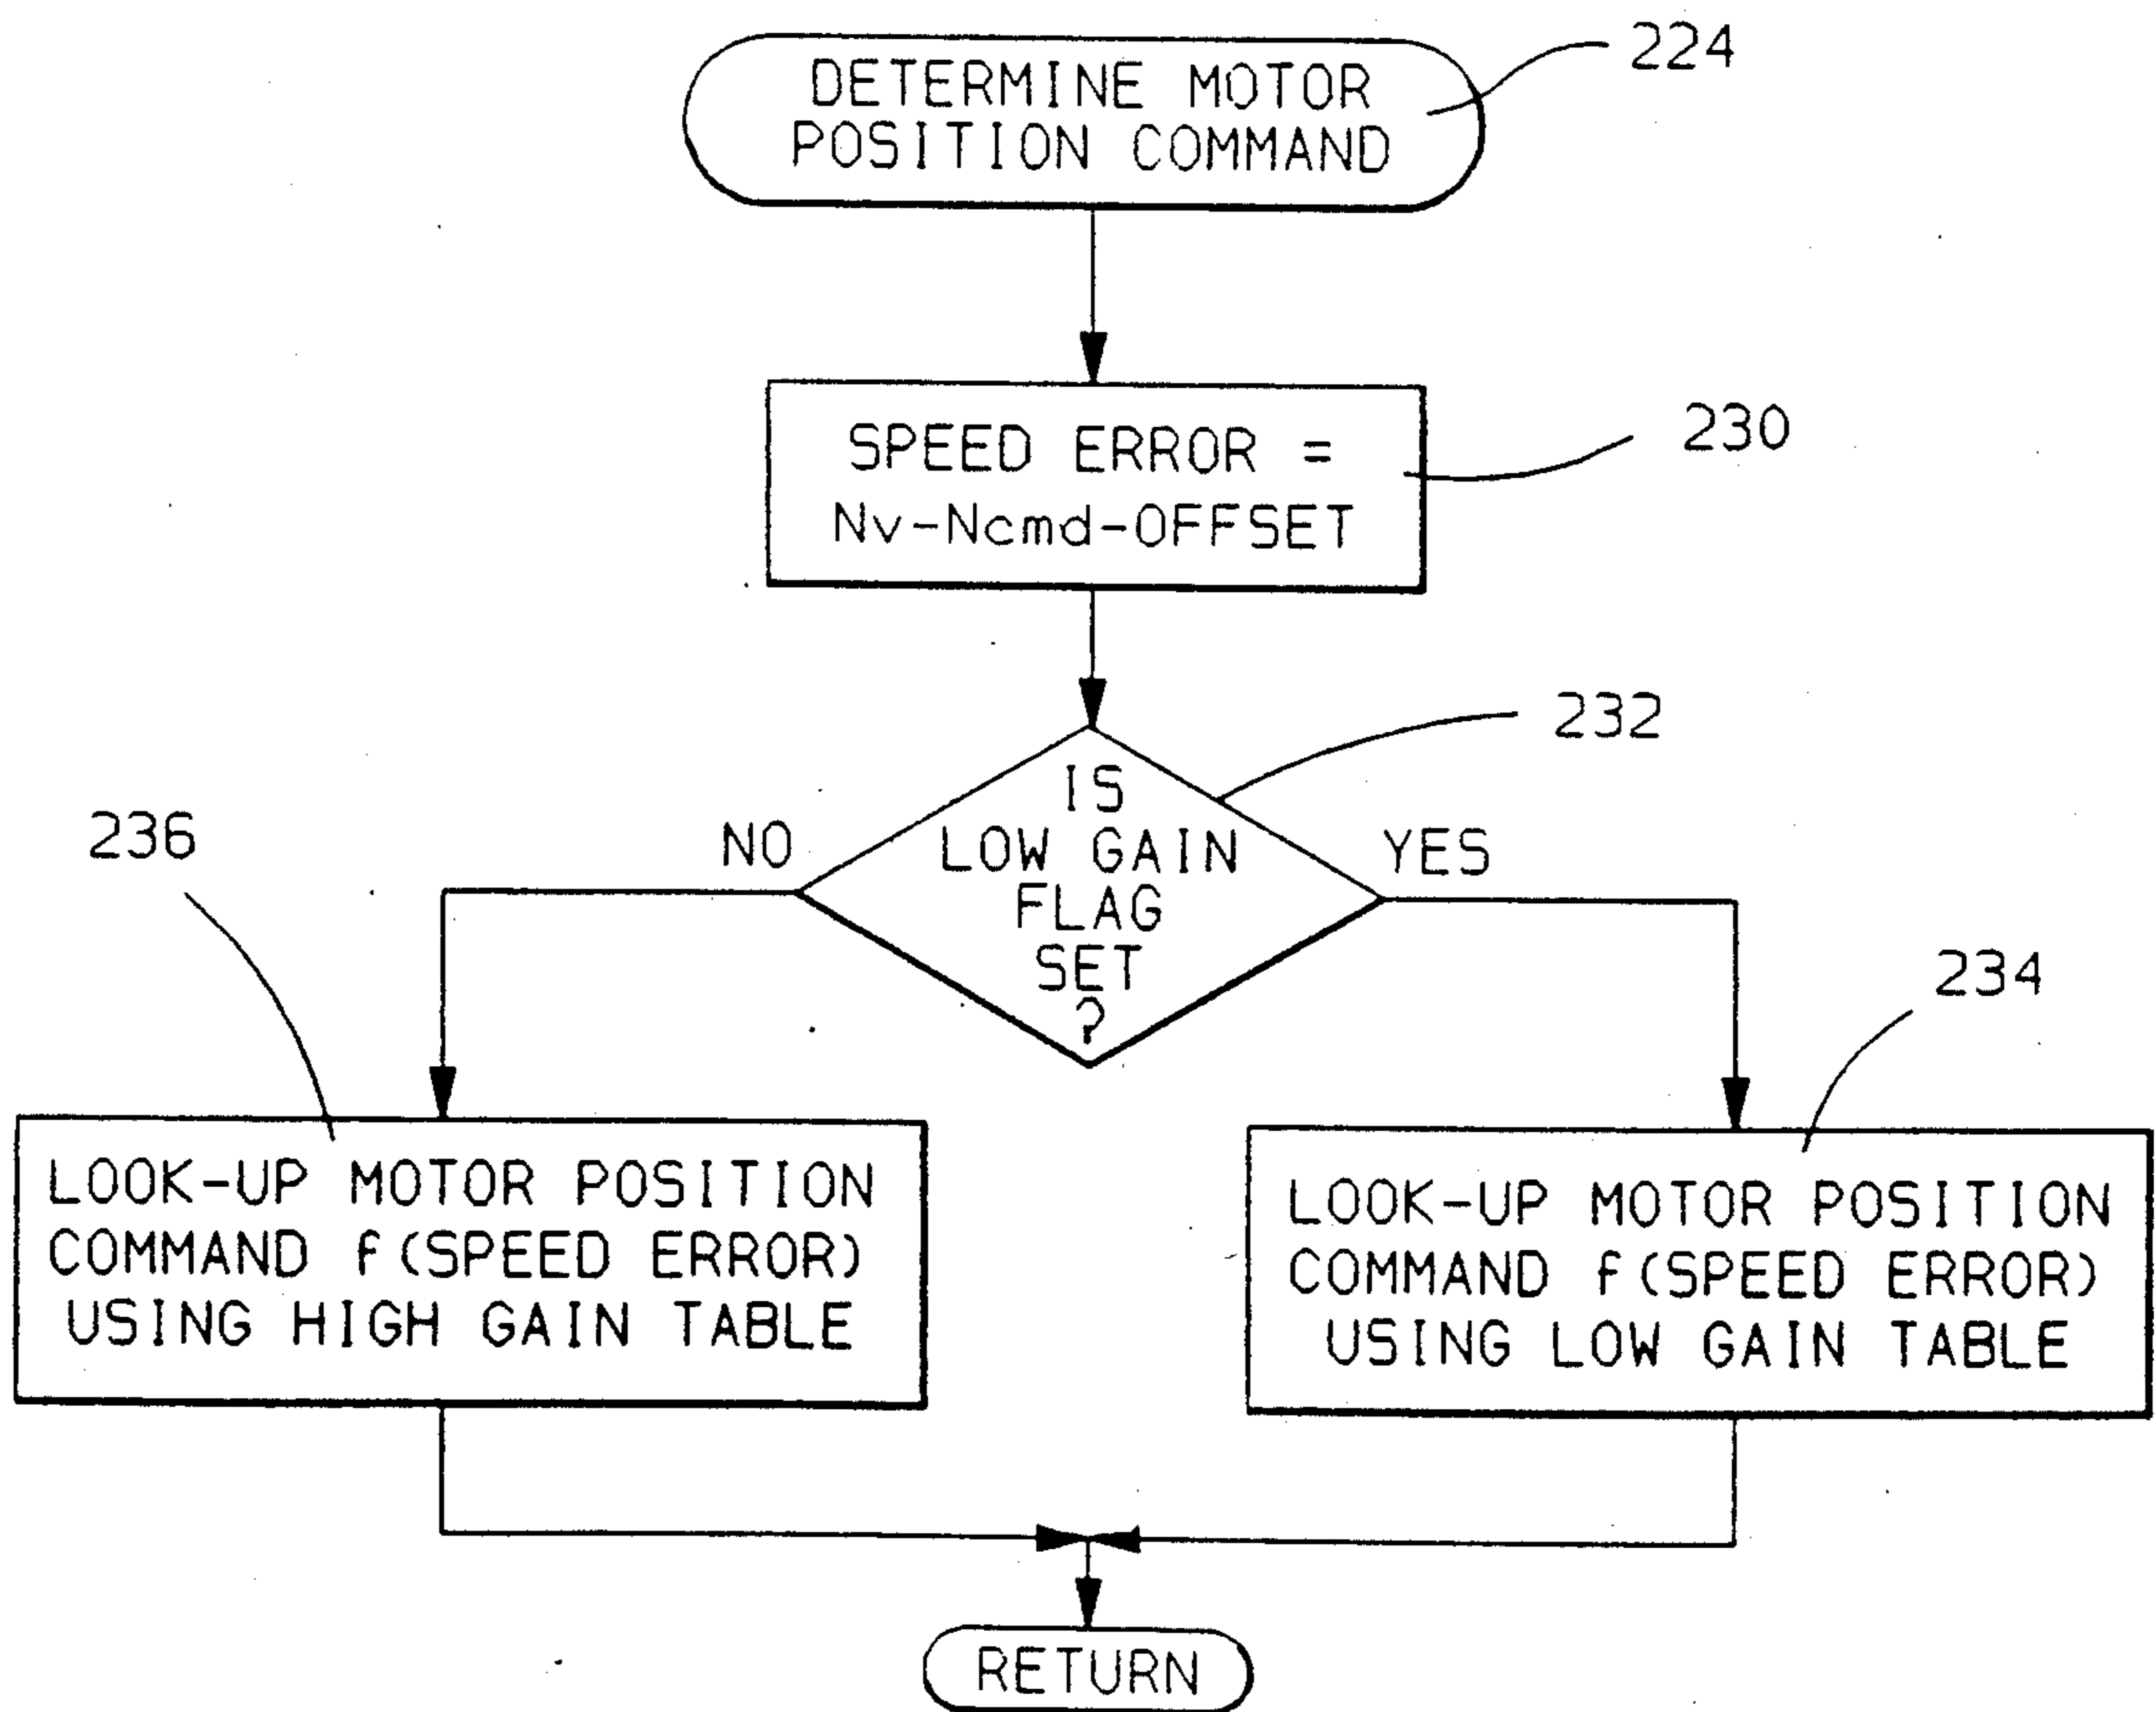 224
DETERMINE MOTOR
POSITION COMMAND
230
SPEED ERROR =
Nv-Ncmd-OFFSET
232
IS
LOW GAIN
FLAG
SET
?
NO
YES
236
234
LOOK-UP MOTOR POSITION
COMMAND f(SPEED ERROR)
USING HIGH GAIN TABLE
LOOK-UP MOTOR POSITION
COMMAND f(SPEED ERROR)
USING LOW GAIN TABLE
RETURN